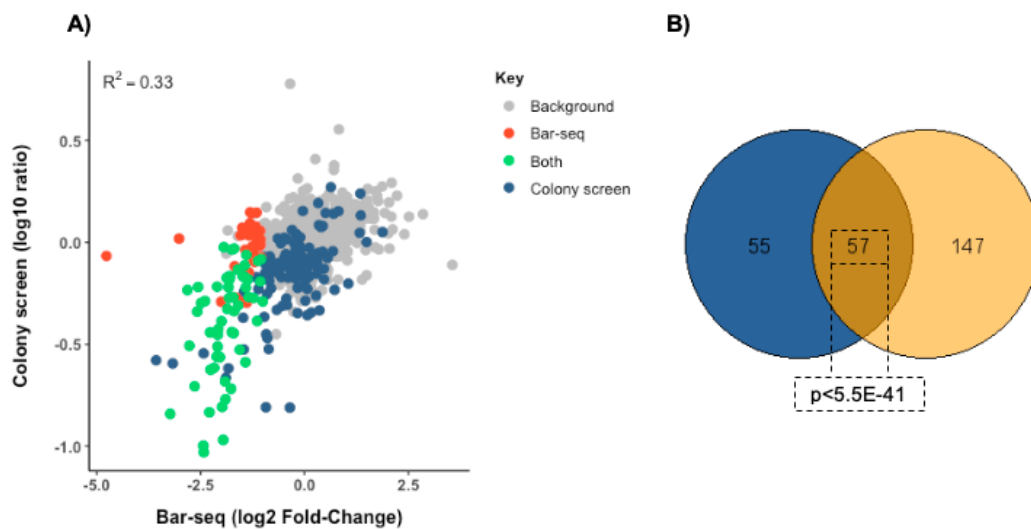 A)
B)
R² = 0.33
Key
Background
Bar-seq
Both
Colony screen
Colony screen (log10 ratio)
0.5
0.0
-0.5
-1.0
-5.0
-2.5
0.0
2.5
Bar-seq (log2 Fold-Change)
55
57
147
p<5.5E-41